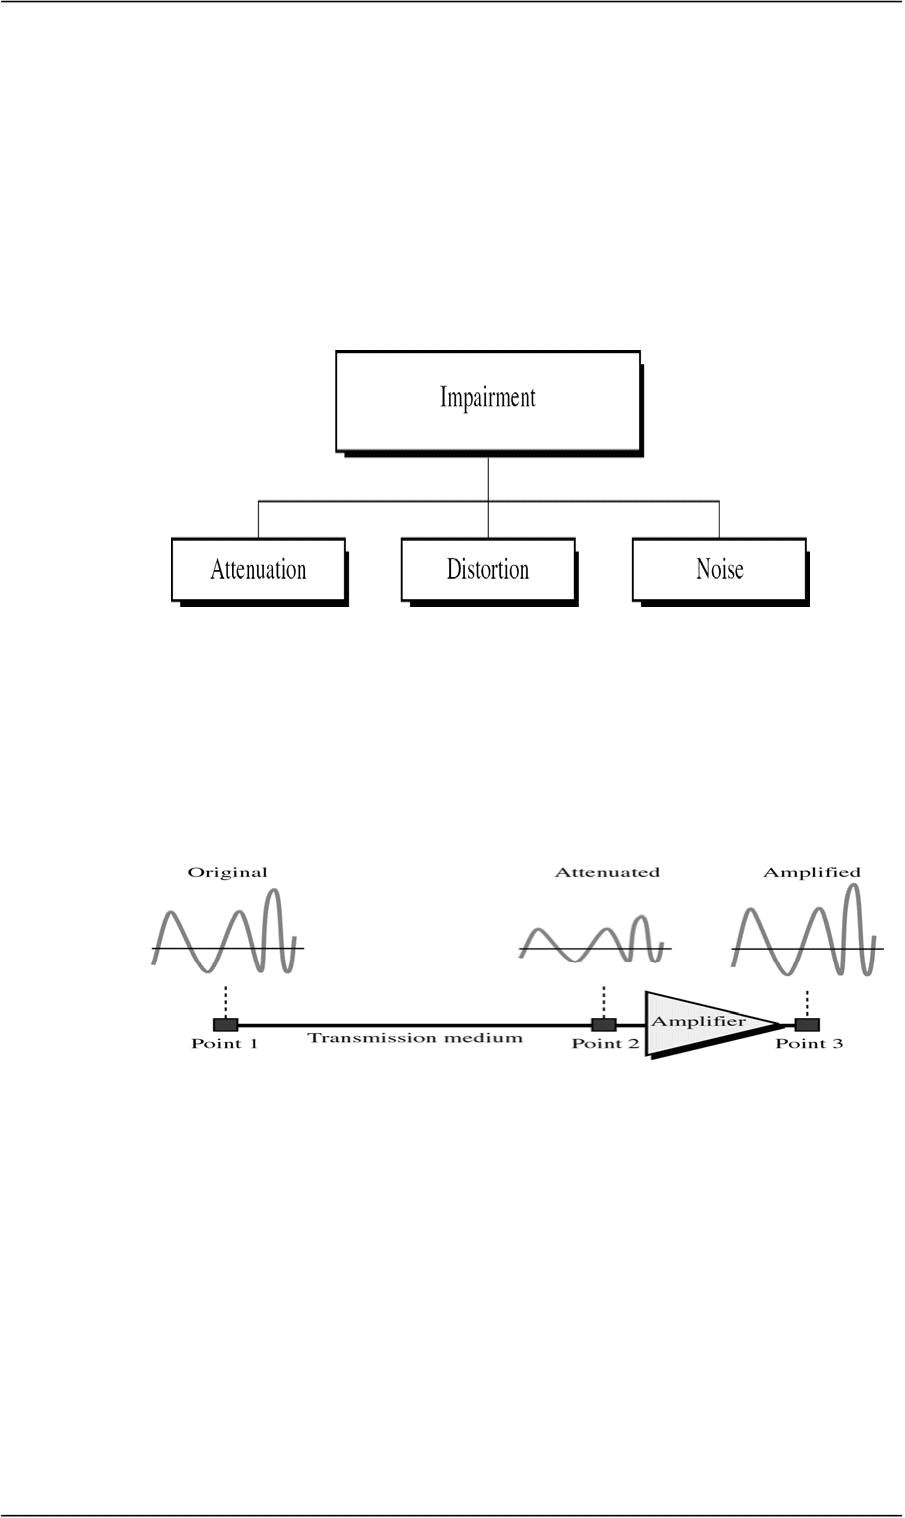 Impairment
Attenuation Distortion Noise
Original Attenuated Amplified
Amplifier
Point 1 Transmission medium Point 2 Point 3